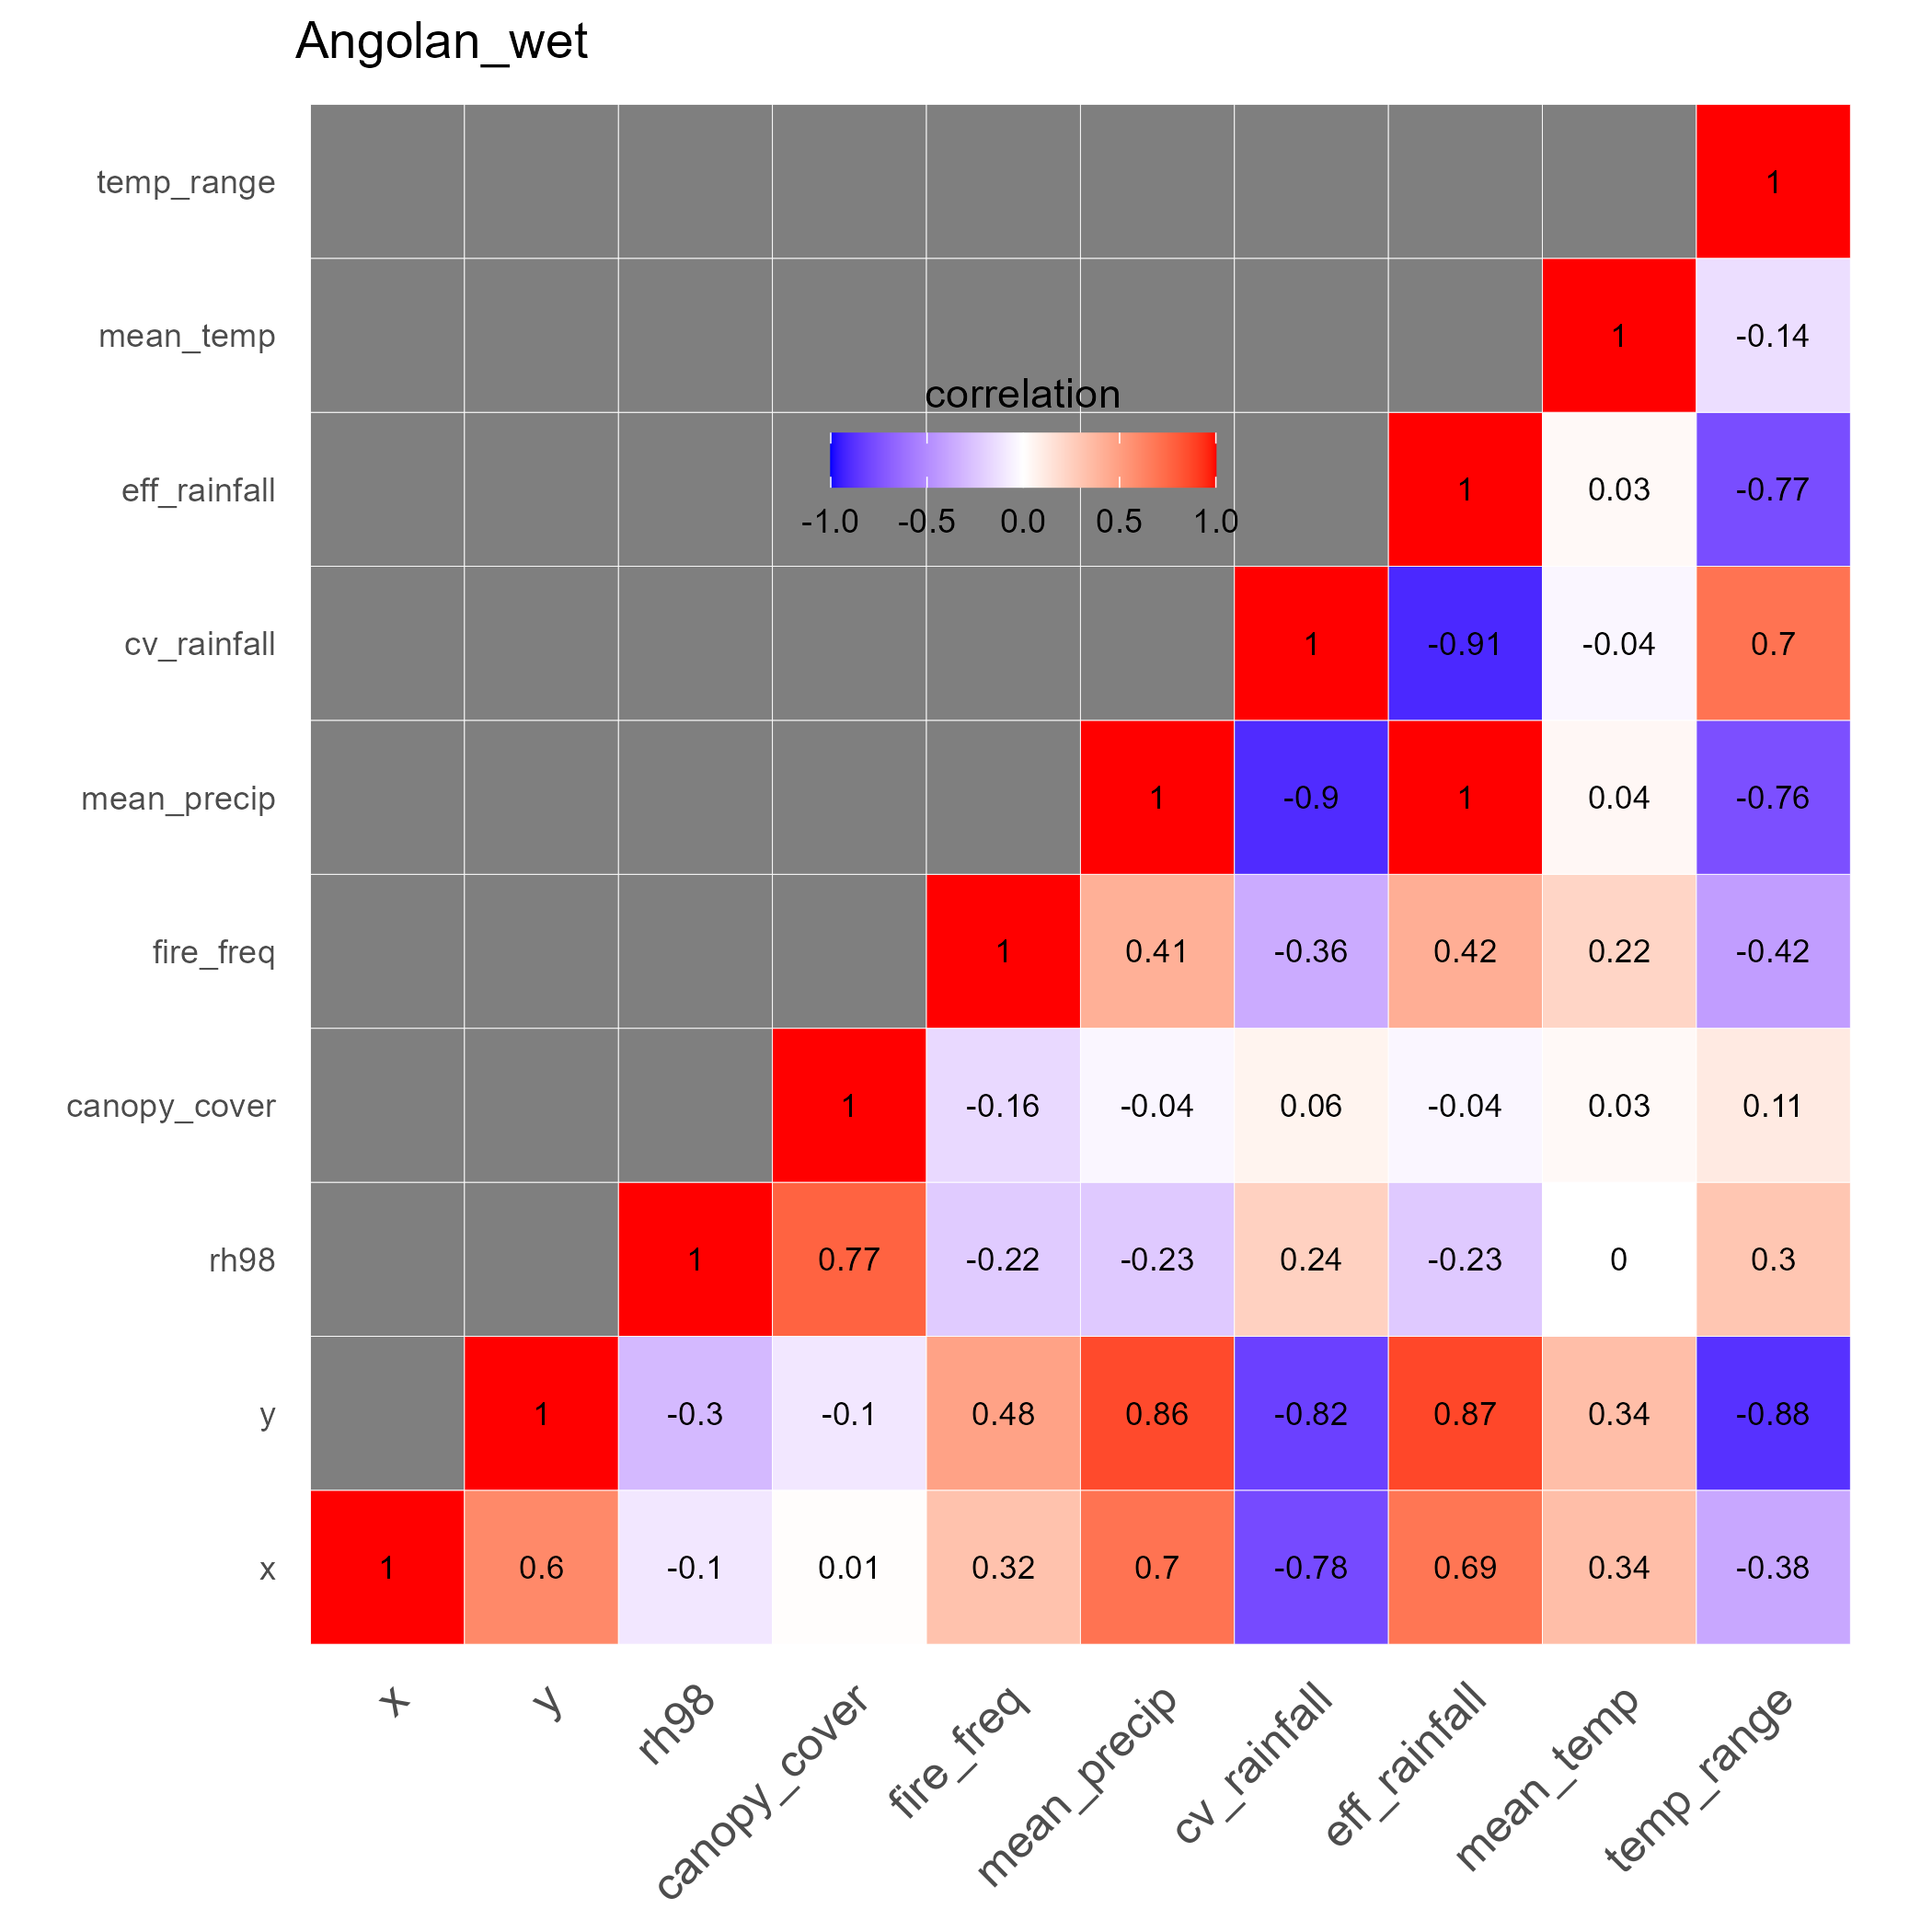 Angolan_wet
temp_range 1
mean_temp 1 -0.14
correlation
-1.0 -0.5 0.0 0.5 1.0
eff_rainfall 1 0.03 -0.77
cv_rainfall 1 -0.91 -0.04 0.7
mean_precip 1 -0.9 1 0.04 -0.76
fire_freq 1 0.41 -0.36 0.42 0.22 -0.42
canopy_cover 1 -0.16 -0.04 0.06 -0.04 0.03 0.11
rh98 1 0.77 -0.22 -0.23 0.24 -0.23 0 0.3
y 1 -0.3 -0.1 0.48 0.86 -0.82 0.87 0.34 -0.88
x 1 0.6 -0.1 0.01 0.32 0.7 -0.78 0.69 0.34 -0.38
x y rh98 canopy_cover fire_freq mean_precip cv_rainfall eff_rainfall mean_temp temp_range